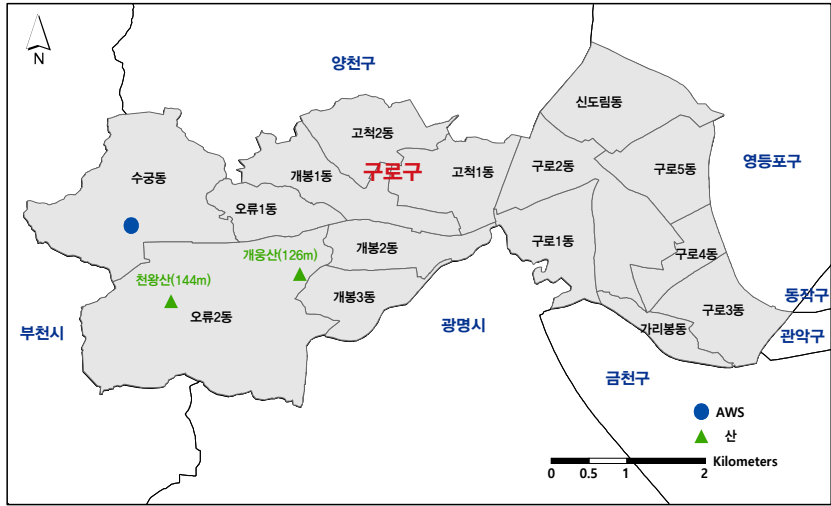 N
양천구
신도림동
고척2동
영등포구
구로2동
구로5동
구로구
고척1동
개봉1동
수궁동
오류1동
구로1동
개봉2동
개웅산(126m)
구로4동
천왕산(144m)
개봉3동
동작구
구로3동
오류2동
가리봉동
부천시
광명시
관악구
금천구
AWS
산
Kilometers
0 0.5 1 2